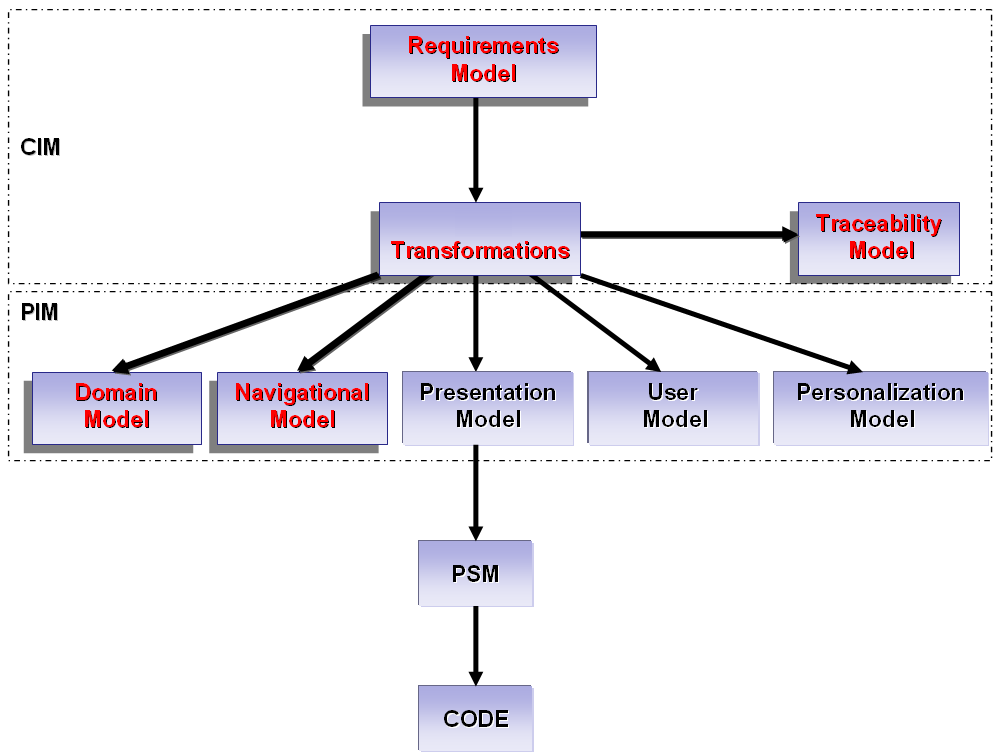 Requirements
Model
CIM
Transformations
Traceability
Model
PIM
Domain
Model
Navigational
Model
Presentation
Model
User
Model
Personalization
Model
PSM
CODE